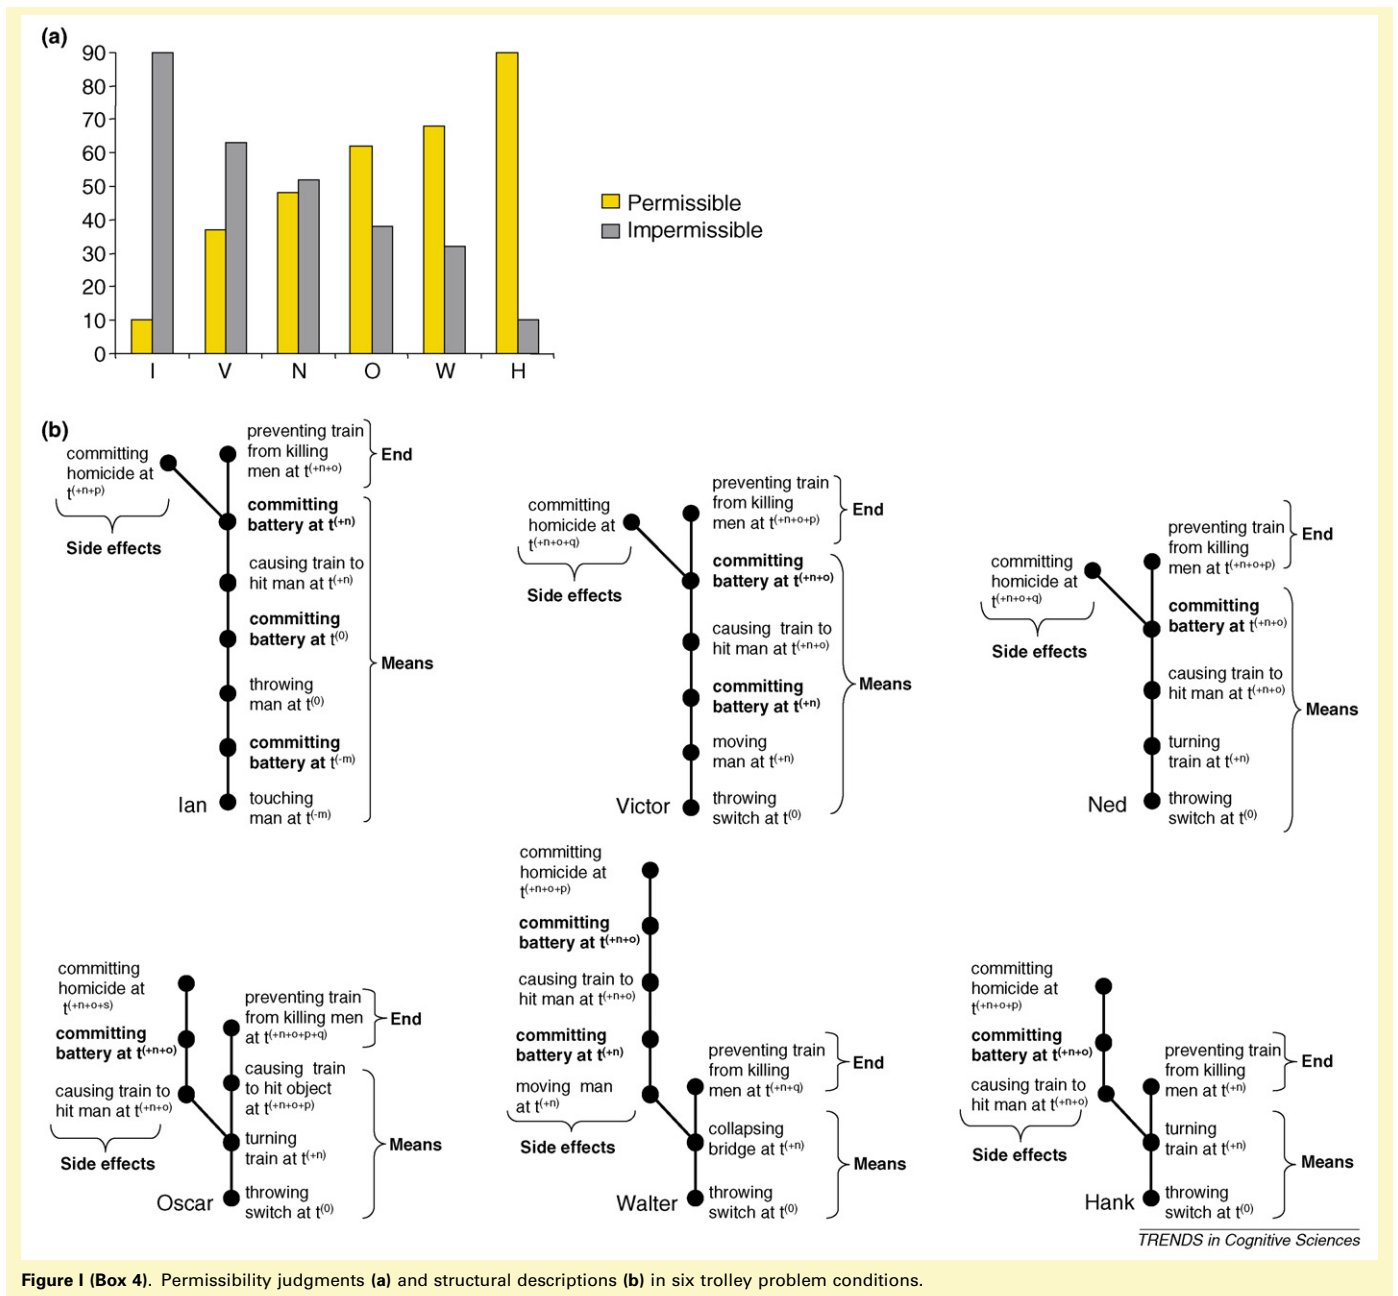 (a)
90
80
70
60
50
40
30
20
10
0
I V N O W H
Permissible
Impermissible
(b)
committing
homicide at
t(+n+p)
Side effects
preventing train
from killing
men at t(+n+o)
End
committing
battery at t(+n)
causing train to
hit man at t(+n)
committing
battery at t(0)
throwing
man at t(0)
committing
battery at t(-m)
touching
man at t(-m)
Means
Ian
committing
homicide at
t(+n+o+q)
Side effects
preventing train
from killing
men at t(+n+o+p)
End
committing
battery at t(+n+o)
causing train to
hit man at t(+n+o)
committing
battery at t(+n)
moving
man at t(+n)
throwing
switch at t(0)
Means
Victor
committing
homicide at
t(+n+o+q)
Side effects
preventing train
from killing
men at t(+n+o+p)
End
committing
battery at t(+n+o)
causing train to
hit man at t(+n+o)
turning
train at t(+n)
throwing
switch at t(0)
Means
Ned
committing
homicide at
t(+n+o+s)
committing
battery at t(+n+o)
causing train to
hit man at t(+n+o)
Side effects
preventing train
from killing men
at t(+n+o+p+q)
End
causing train
to hit object
at t(+n+o+p)
turning
train at t(+n)
throwing
switch at t(0)
Means
Oscar
committing
homicide at
t(+n+o+p)
committing
battery at t(+n+o)
causing train to
hit man at t(+n+o)
committing
battery at t(+n)
moving man
at t(+n)
Side effects
preventing train
from killing
men at t(+n+q)
End
collapsing
bridge at t(+n)
throwing
switch at t(0)
Means
Walter
committing
homicide at
t(+n+o+p)
committing
battery at t(+n+o)
causing train to
hit man at t(+n+o)
Side effects
preventing train
from killing
men at t(+n)
End
turning
train at t(+n)
throwing
switch at t(0)
Means
Hank
TRENDS in Cognitive Sciences
Figure I (Box 4). Permissibility judgments (a) and structural descriptions (b) in six trolley problem conditions.